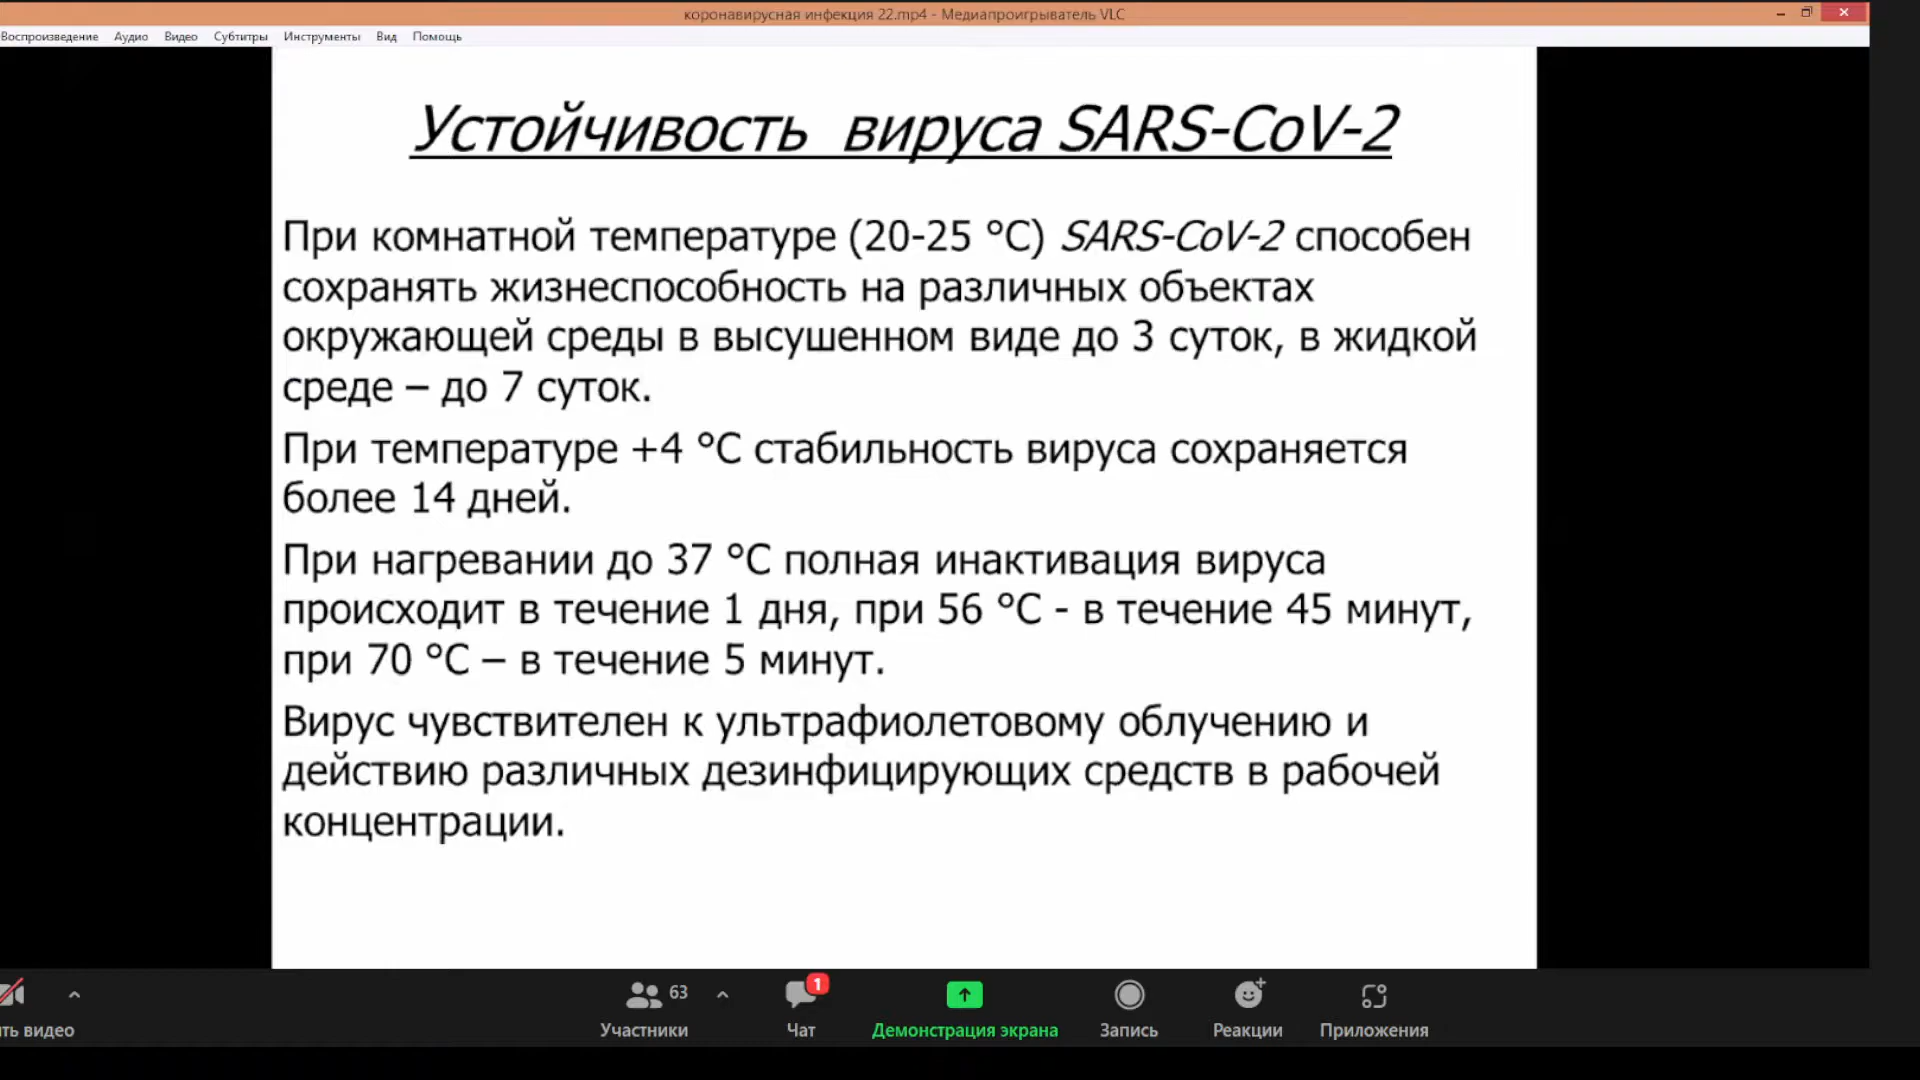 коронавирусная инфекция 22.mp4 - Медиапроигрыватель VLC
Воспроизведение Аудио Видео Субтитры Инструменты Вид Помощь
Устойчивость вируса SARS-CoV-2
При комнатной температуре (20-25 °C) SARS-CoV-2 способен
сохранять жизнеспособность на различных объектах
окружающей среды в высушенном виде до 3 суток, в жидкой
среде – до 7 суток.
При температуре +4 °C стабильность вируса сохраняется
более 14 дней.
При нагревании до 37 °C полная инактивация вируса
происходит в течение 1 дня, при 56 °C - в течение 45 минут,
при 70 °C – в течение 5 минут.
Вирус чувствителен к ультрафиолетовому облучению и
действию различных дезинфицирующих средств в рабочей
концентрации.
63 1
ть видео Участники Чат Демонстрация экрана Запись Реакции Приложения